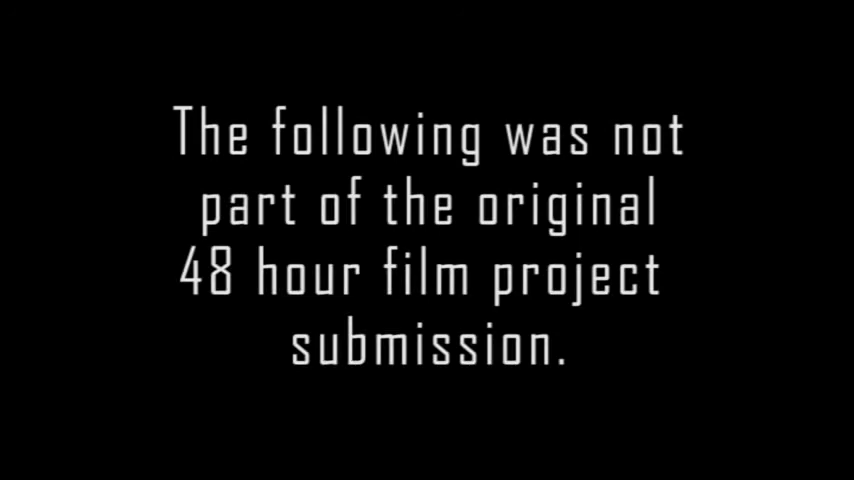 The following was not
part of the original
48 hour film project
submission.